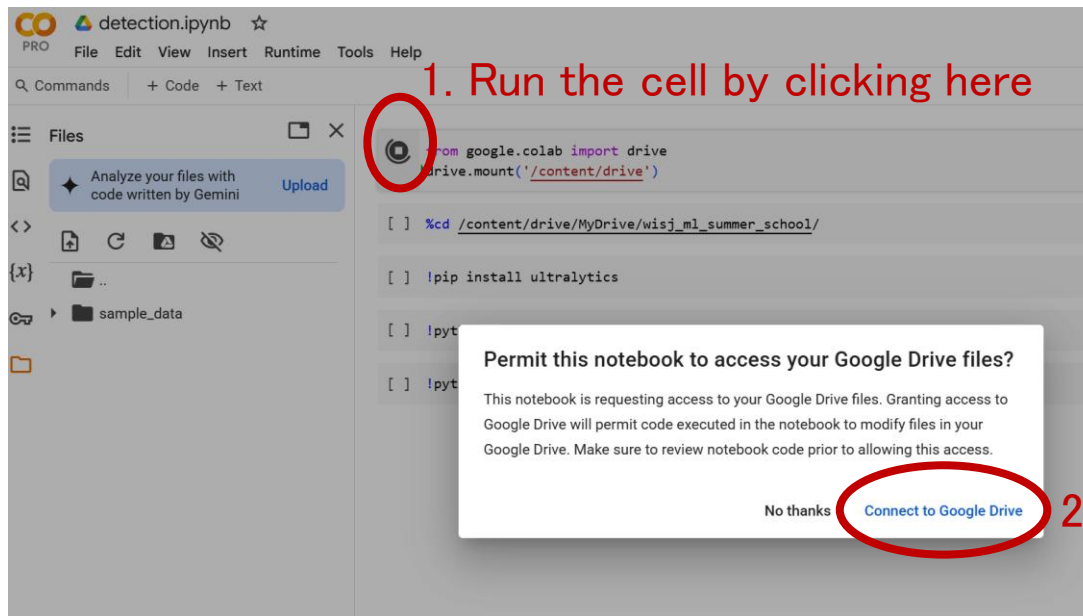 CO detection.ipynb
PRO File Edit View Insert Runtime Tools Help
Commands + Code + Text
1. Run the cell by clicking here
Files
Analyze your files with
code written by Gemini
Upload
{x}
..
sample_data
from google.colab import drive
drive.mount('/content/drive')
[ ] %cd /content/drive/MyDrive/wisj_ml_summer_school/
[ ] !pip install ultralytics
[ ] !pyt
[ ] !pyt
Permit this notebook to access your Google Drive files?
This notebook is requesting access to your Google Drive files. Granting access to
Google Drive will permit code executed in the notebook to modify files in your
Google Drive. Make sure to review notebook code prior to allowing this access.
No thanks Connect to Google Drive
2